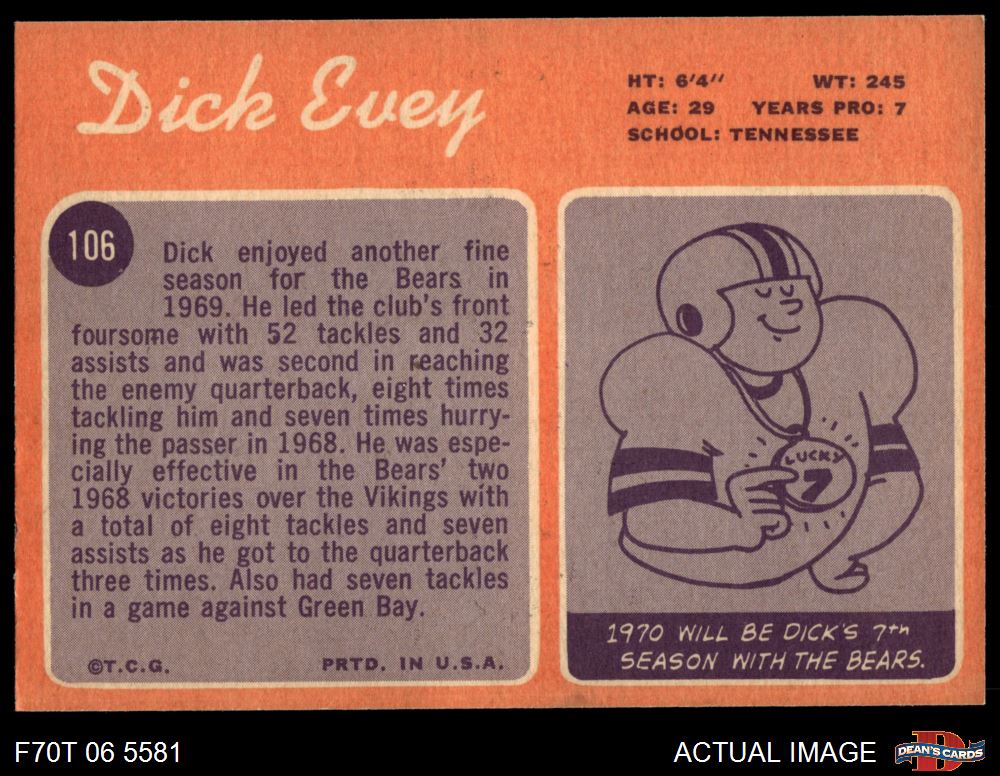 Dick Evey
HT: 6'4" WT: 245
AGE: 29 YEARS PRO: 7
SCHOOL: TENNESSEE
106
Dick enjoyed another fine
season for the Bears in
1969. He led the club's front
foursome with 52 tackles and 32
assists and was second in reaching
the enemy quarterback, eight times
tackling him and seven times hurry-
ing the passer in 1968. He was espe-
cially effective in the Bears' two
1968 victories over the Vikings with
a total of eight tackles and seven
assists as he got to the quarterback
three times. Also had seven tackles
in a game against Green Bay.
©T.C.G. PRTD. IN U.S.A.
LUCKY
7
1970 WILL BE DICK'S 7th
SEASON WITH THE BEARS.
F70T 06 5581
ACTUAL IMAGE
D
DEAN'S CARDS